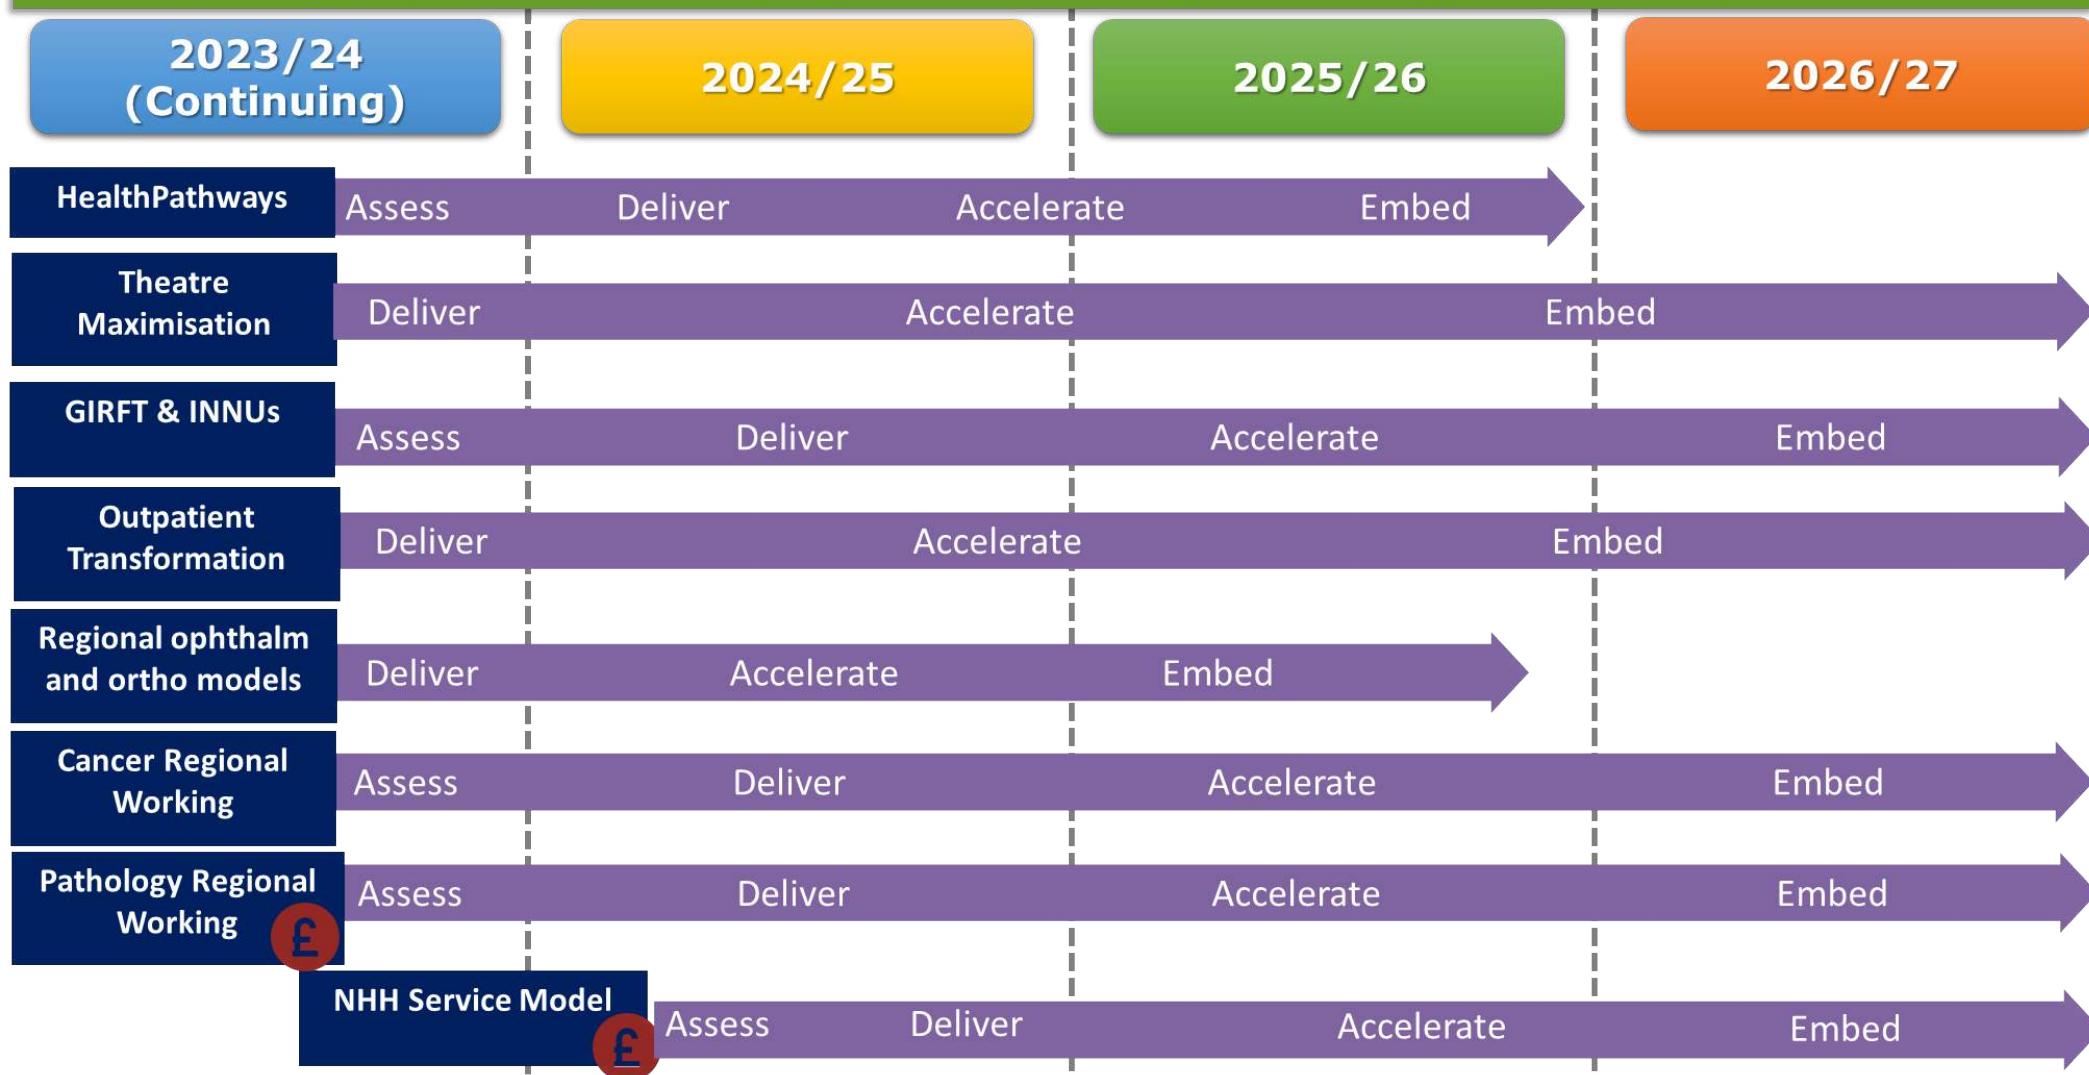 2023/24
(Continuing)
2024/25
2025/26
2026/27
HealthPathways
Assess Deliver Accelerate Embed
Theatre
Maximisation
Deliver Accelerate Embed
GIRFT & INNUs
Assess Deliver Accelerate Embed
Outpatient
Transformation
Deliver Accelerate Embed
Regional ophthalm
and ortho models
Deliver Accelerate Embed
Cancer Regional
Working
Assess Deliver Accelerate Embed
Pathology Regional
Working
£
Assess Deliver Accelerate Embed
NHH Service Model
£
Assess Deliver Accelerate Embed